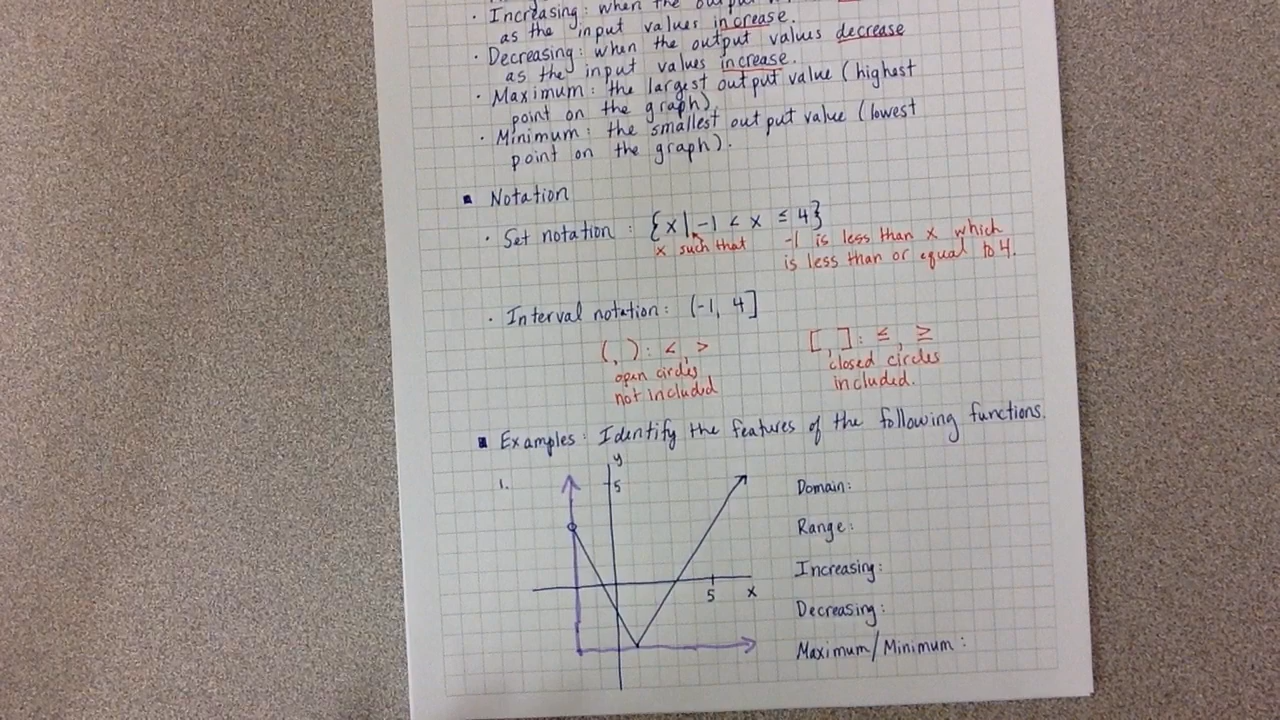 · Increasing: when the output
as the input values increase.
· Decreasing: when the output values decrease
as the input values increase.
· Maximum: the largest output value (highest
point on the graph).
· Minimum: the smallest output value (lowest
point on the graph).
▪ Notation
· Set notation: {x|-1 < x ≤ 4}
x such that
-1 is less than x which
is less than or equal to 4.
· Interval notation: (-1, 4]
( , ): < , >
open circles
not included
[ , ]: ≤ , ≥
closed circles
included.
▪ Examples: Identify the features of the following functions.
1.
y
5
5
x
Domain:
Range:
Increasing:
Decreasing:
Maximum/Minimum: